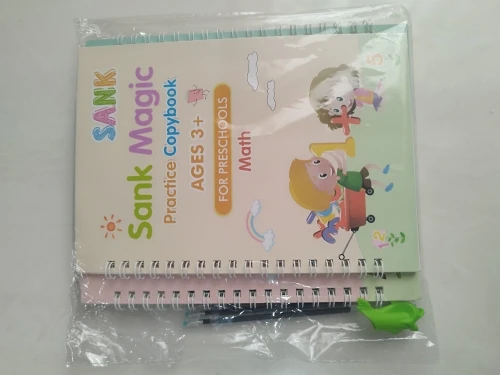 SANK
Sank Magic
Practice Copybook
AGES 3+
FOR PRESCHOOLS
Math